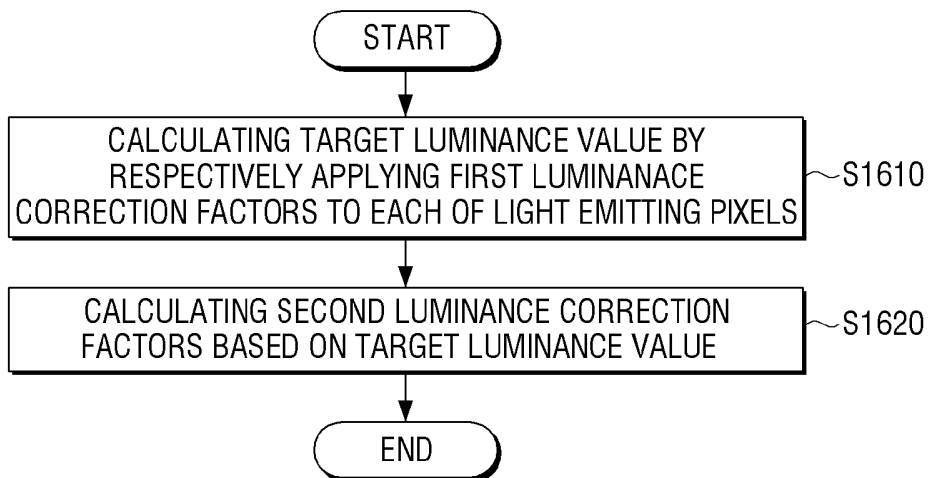 START
CALCULATING TARGET LUMINANCE VALUE BY
RESPECTIVELY APPLYING FIRST LUMINANACE
CORRECTION FACTORS TO EACH OF LIGHT EMITTING PIXELS
S1610
CALCULATING SECOND LUMINANCE CORRECTION
FACTORS BASED ON TARGET LUMINANCE VALUE
S1620
END